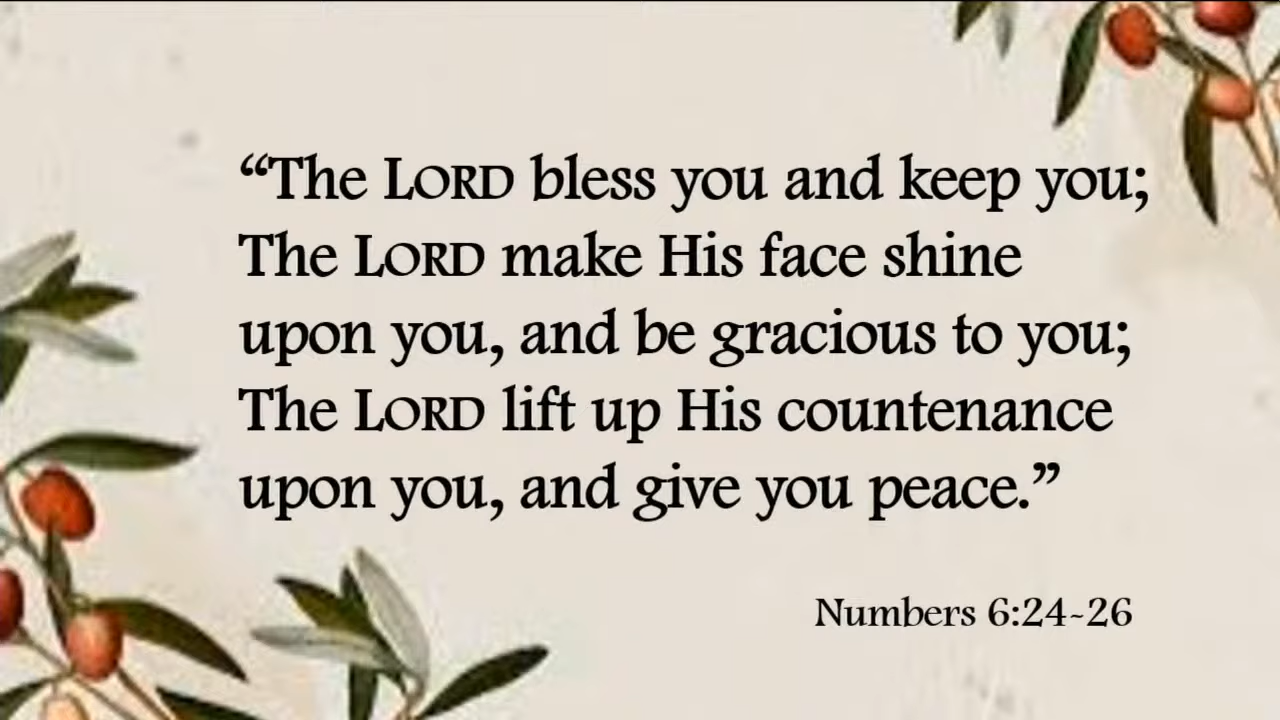 “The LORD bless you and keep you;
The LORD make His face shine
upon you, and be gracious to you;
The LORD lift up His countenance
upon you, and give you peace.”
Numbers 6:24-26